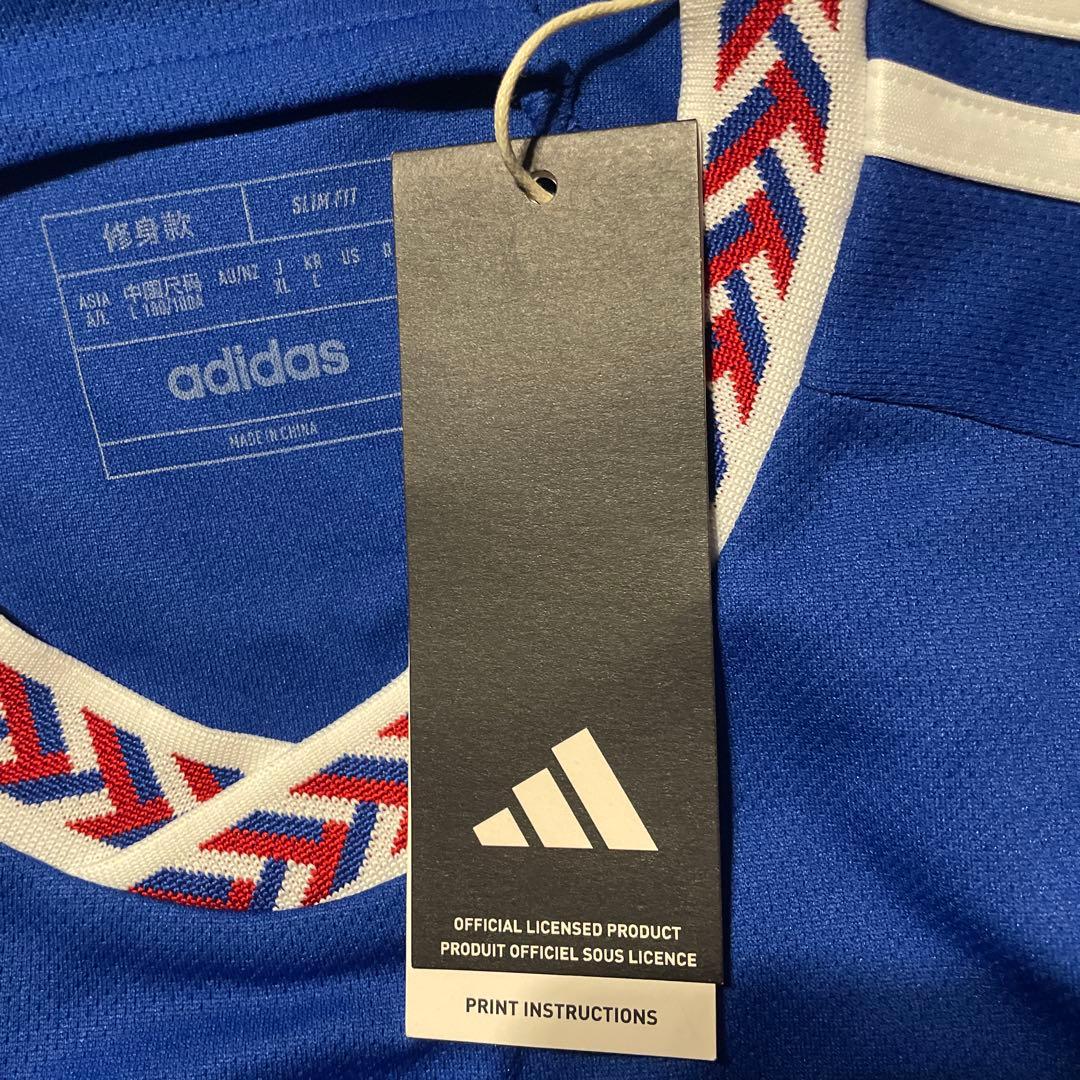 修身款
SLIM FIT
ASIA 中國尺码 AU/NZ J KR US
A/L L 180/100A XL L
adidas
MADE IN CHINA
OFFICIAL LICENSED PRODUCT
PRODUIT OFFICIEL SOUS LICENCE
PRINT INSTRUCTIONS